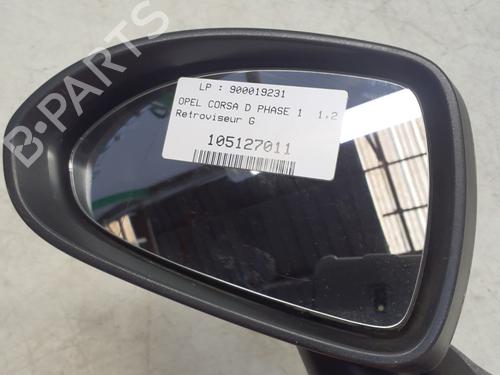 B-PARTS
LP : 900019231
OPEL CORSA D PHASE 1 1.2
Retroviseur G
105127011